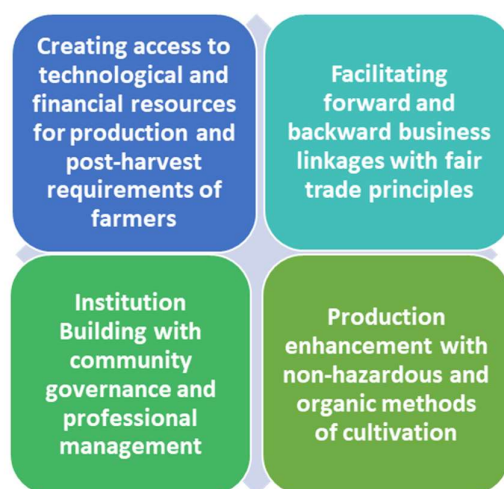 Creating access to
technological and
financial resources
for production and
post-harvest
requirements of
farmers
Facilitating
forward and
backward business
linkages with fair
trade principles
Institution
Building with
community
governance and
professional
management
Production
enhancement with
non-hazardous and
organic methods
of cultivation